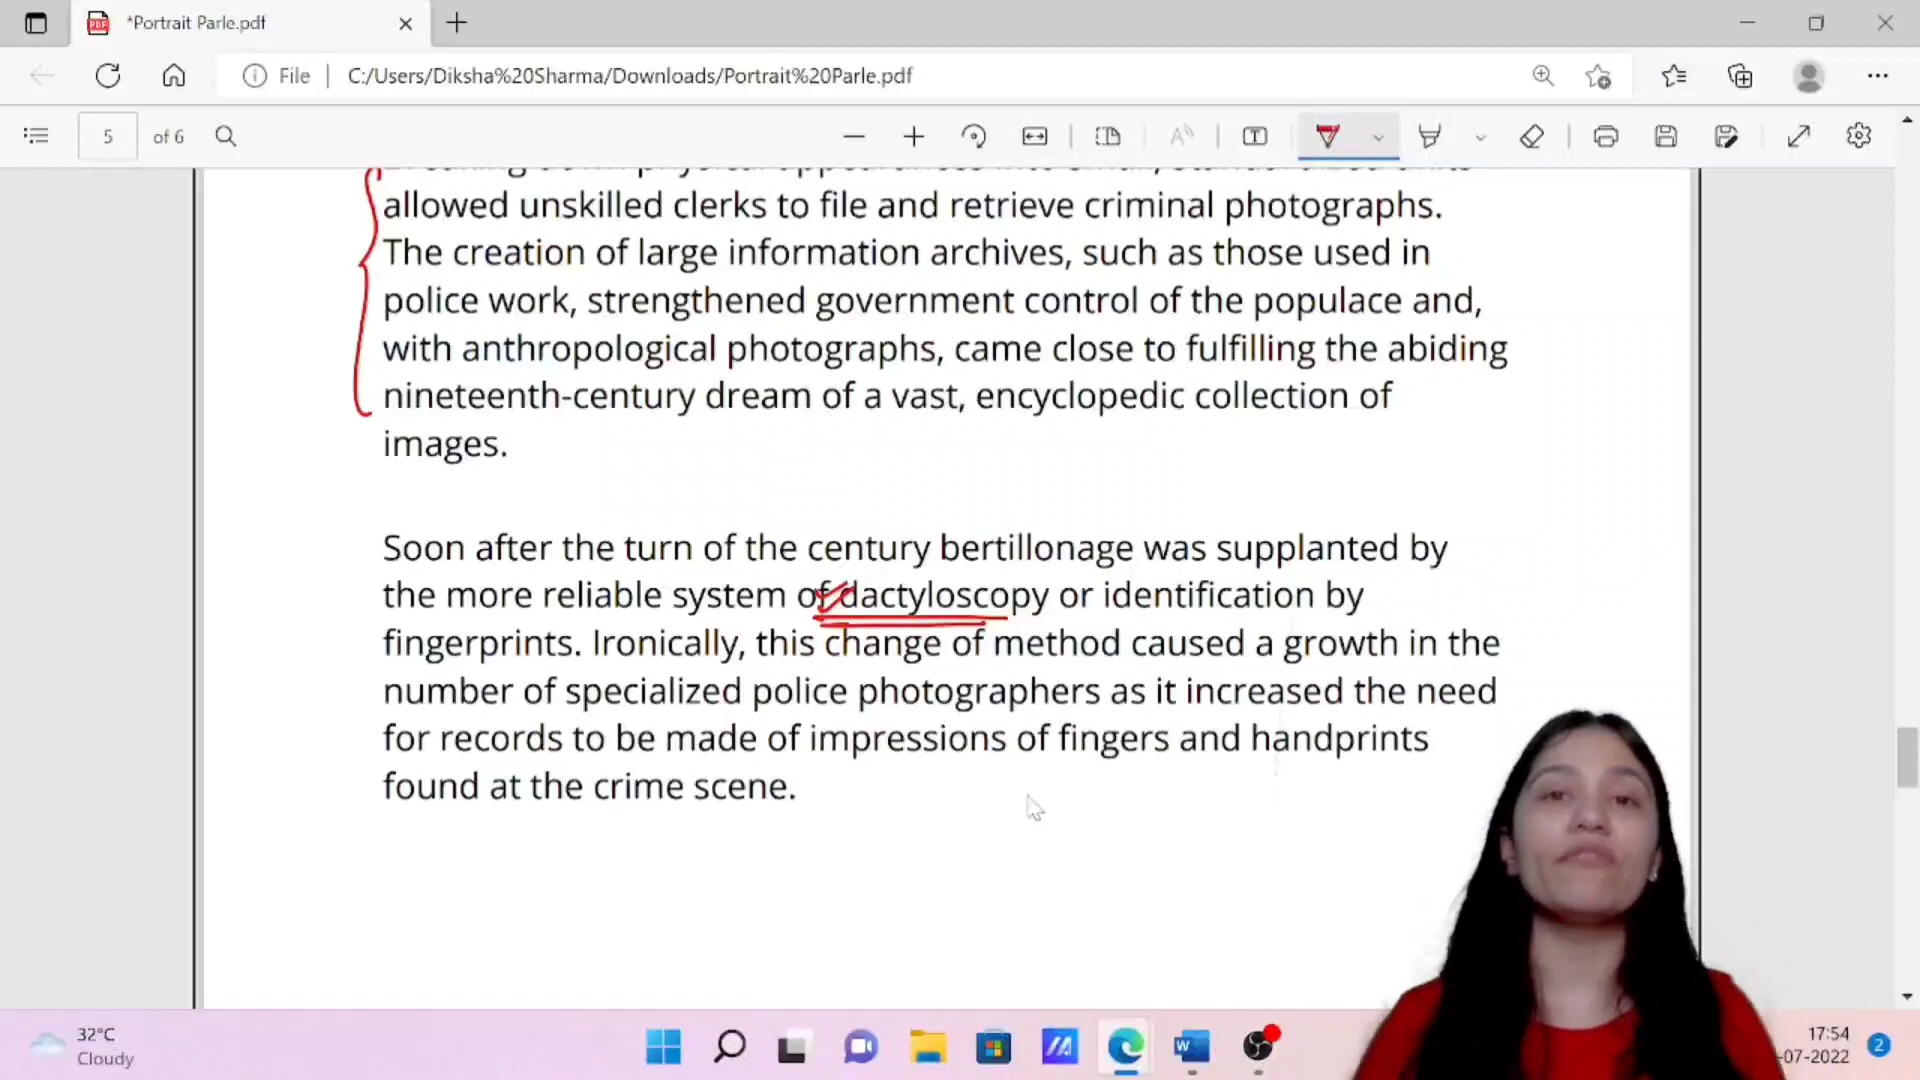 *Portrait Parle.pdf
File
C:/Users/Diksha%20Sharma/Downloads/Portrait%20Parle.pdf
5 of 6
allowed unskilled clerks to file and retrieve criminal photographs.
The creation of large information archives, such as those used in
police work, strengthened government control of the populace and,
with anthropological photographs, came close to fulfilling the abiding
nineteenth-century dream of a vast, encyclopedic collection of
images.
Soon after the turn of the century bertillonage was supplanted by
the more reliable system of dactyloscopy or identification by
fingerprints. Ironically, this change of method caused a growth in the
number of specialized police photographers as it increased the need
for records to be made of impressions of fingers and handprints
found at the crime scene.
32°C
Cloudy
17:54
-07-2022
2